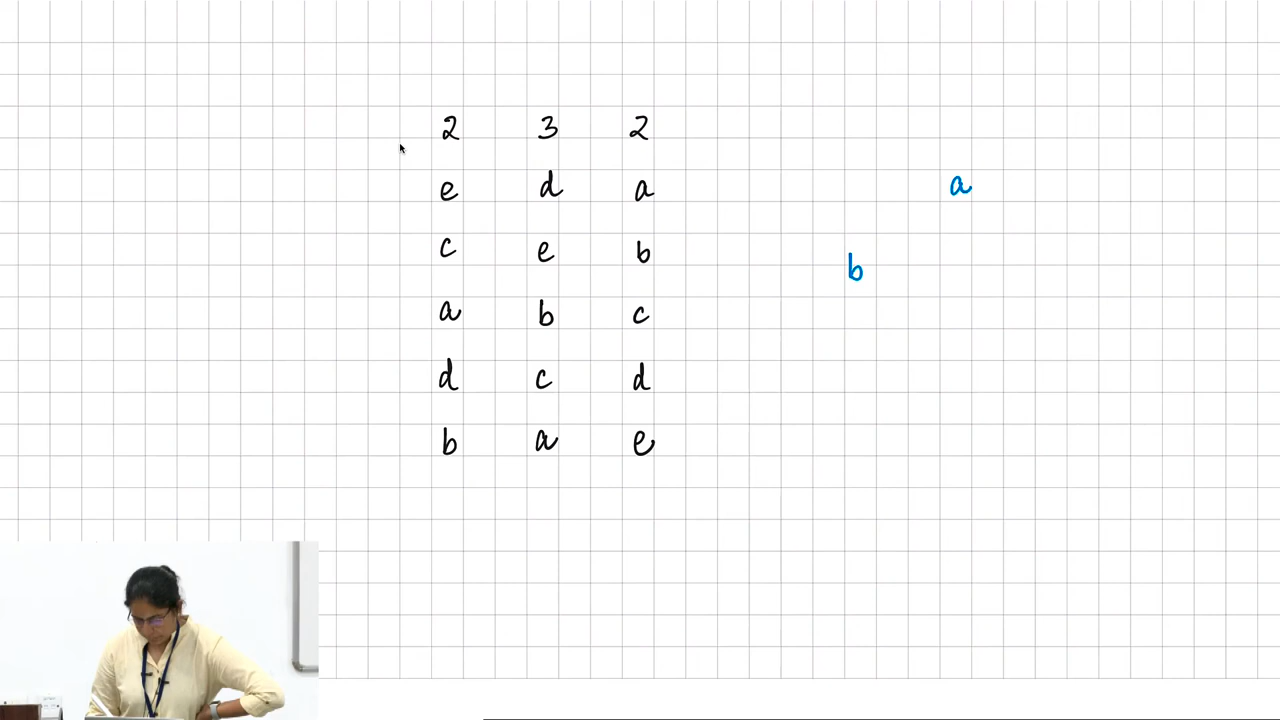 2 3 2
e d a a
c e b b
a b c
d c d
b a e